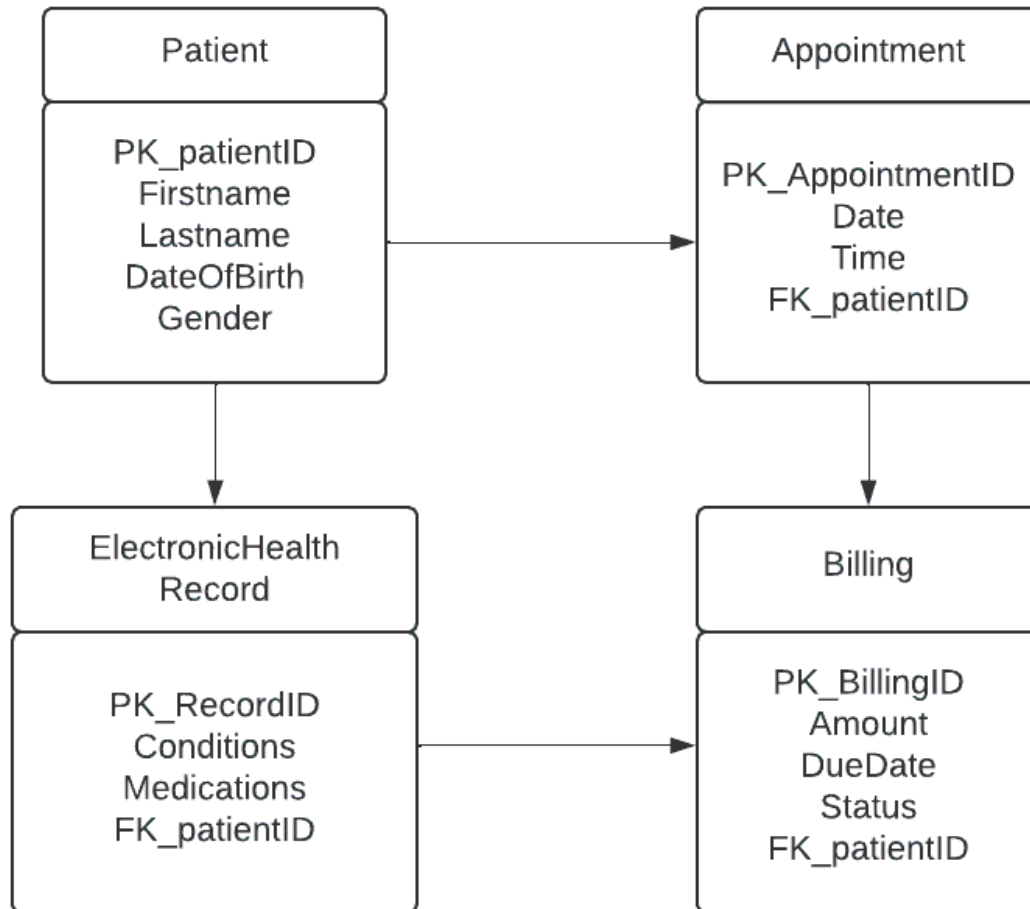 Patient
PK_patientID
Firstname
Lastname
DateOfBirth
Gender
Appointment
PK_AppointmentID
Date
Time
FK_patientID
ElectronicHealth
Record
PK_RecordID
Conditions
Medications
FK_patientID
Billing
PK_BillingID
Amount
DueDate
Status
FK_patientID